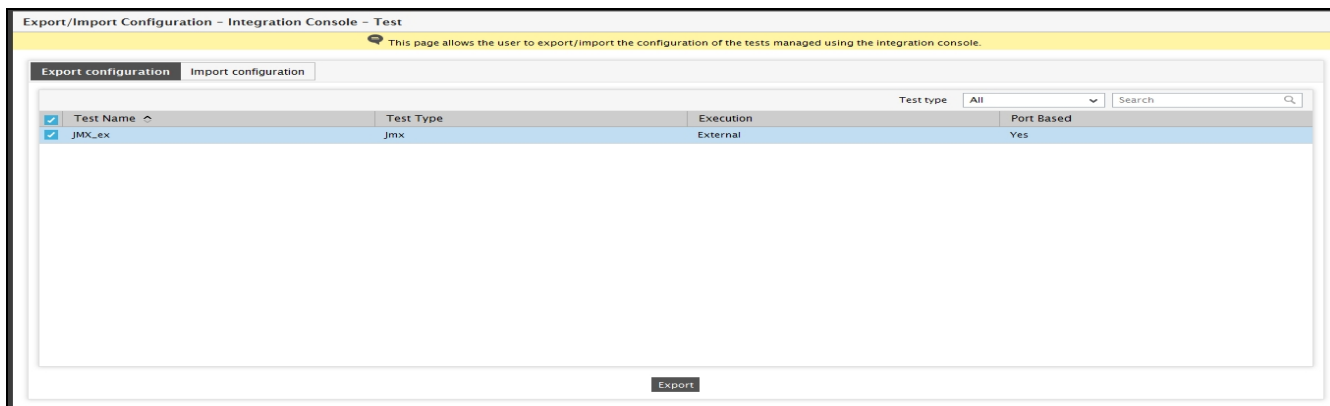 Export/Import Configuration - Integration Console - Test
This page allows the user to export/import the configuration of the tests managed using the integration console.
Export configuration Import configuration
Test type All Search
Test Name Test Type Execution Port Based
JMX_ex Jmx External Yes
Export